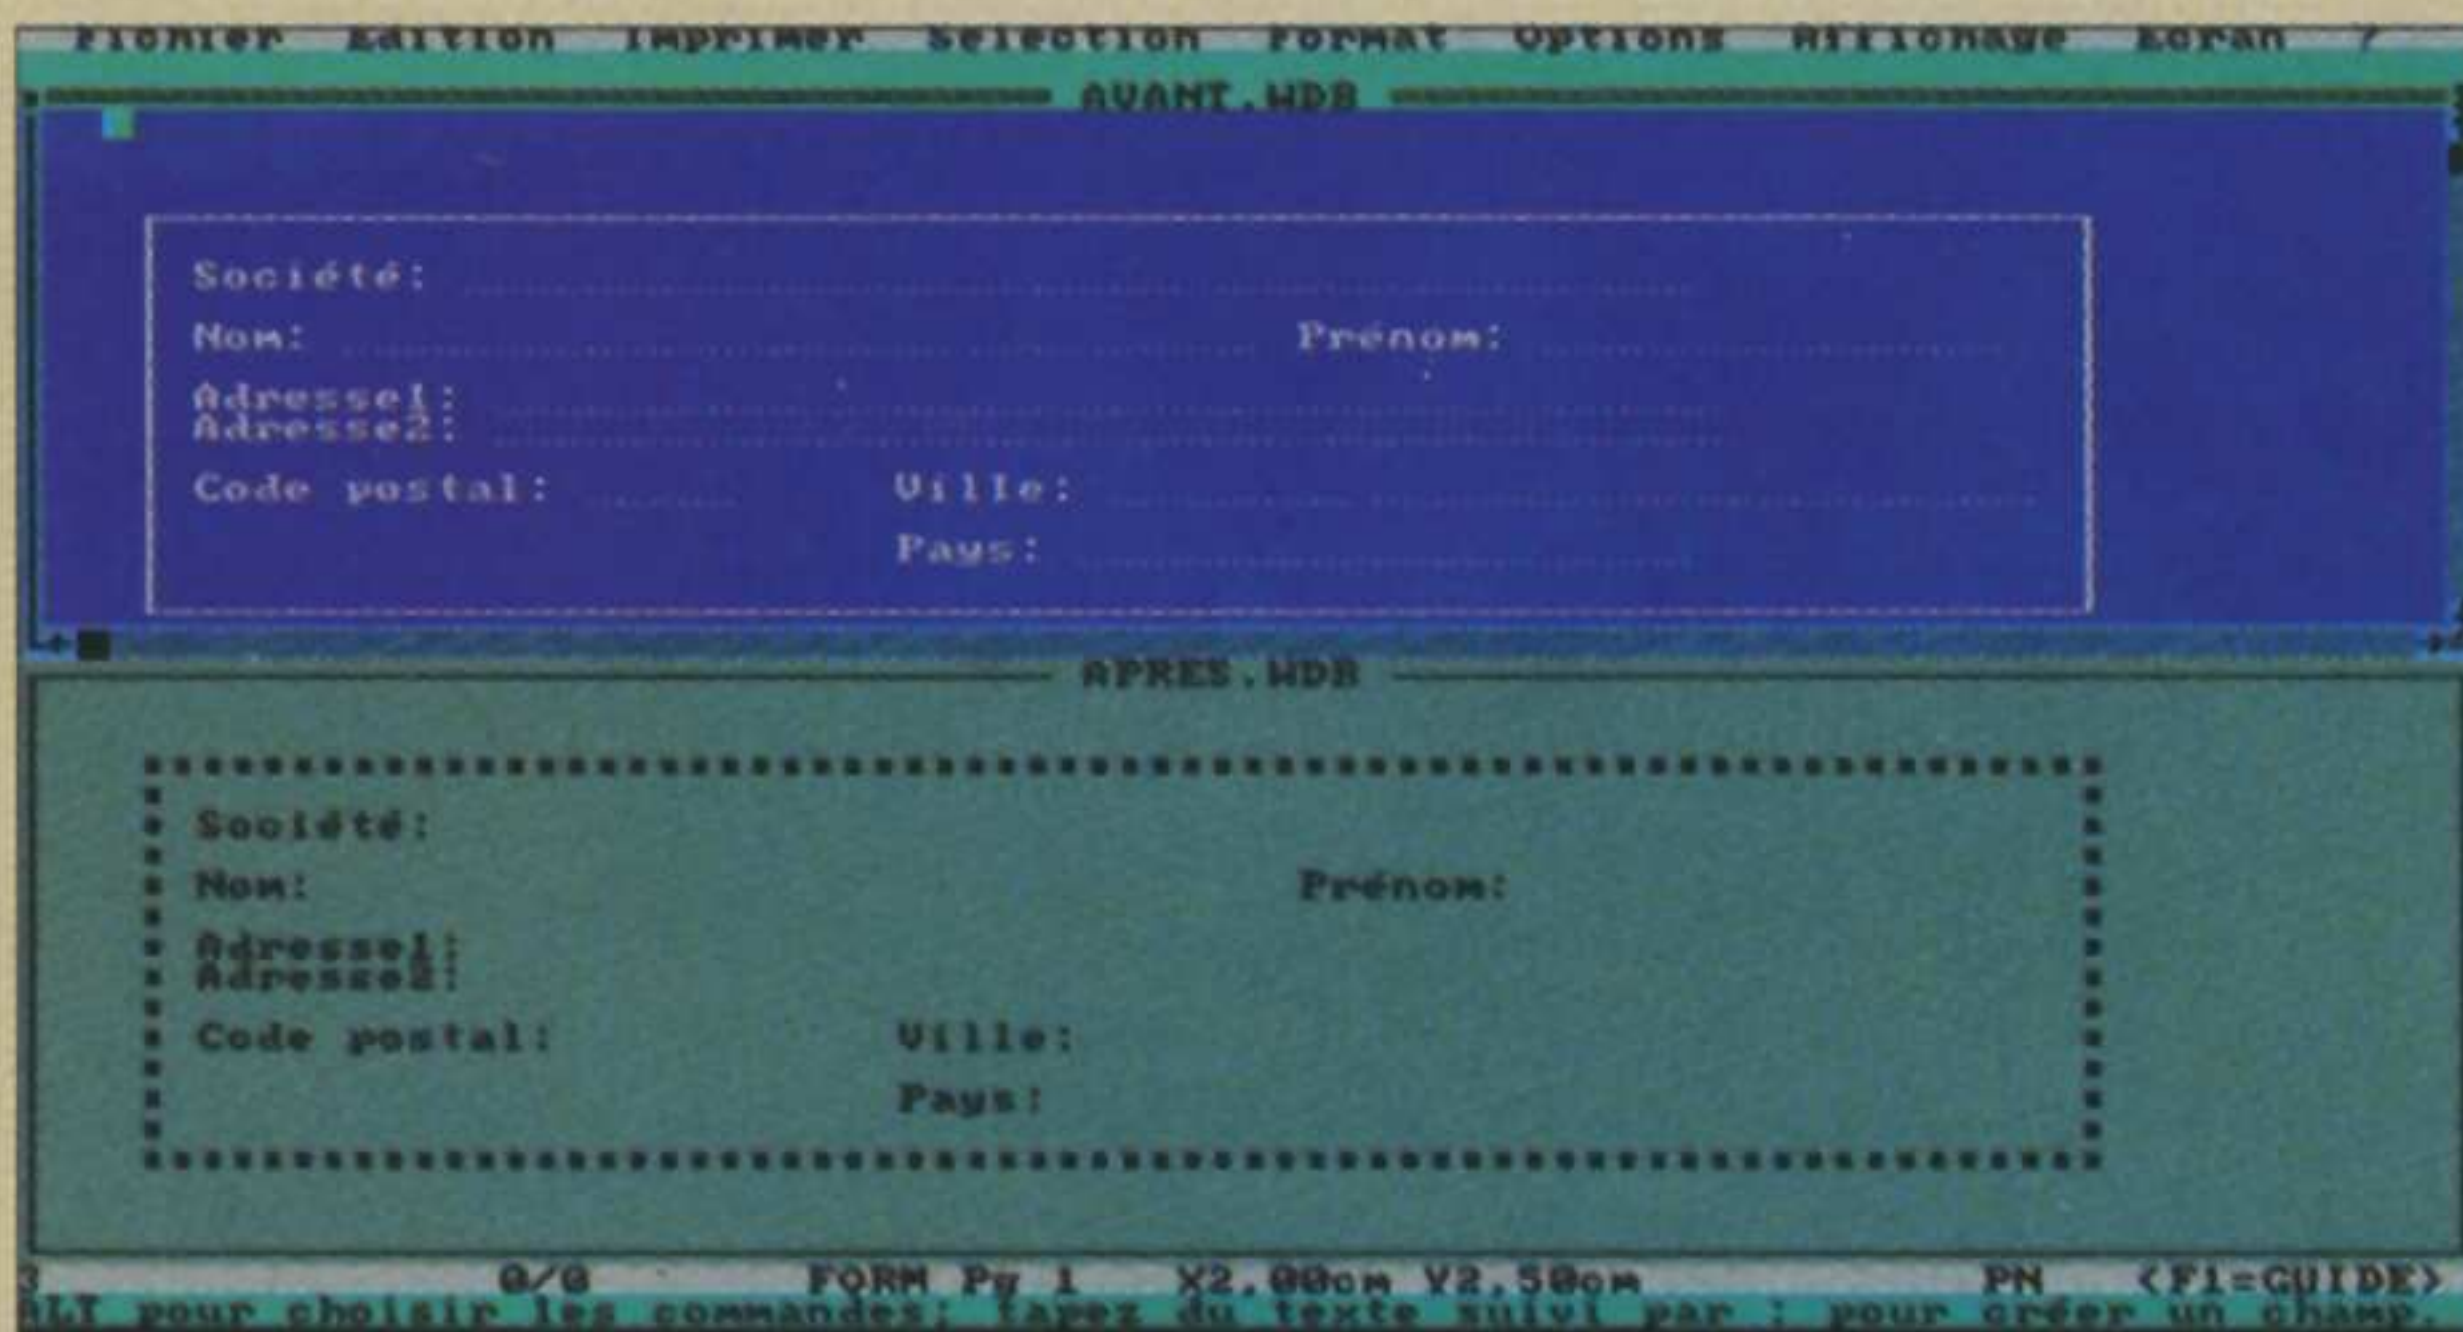 Fichier Edition Imprimer Sélection Format Options Affichage Ecran ?
AVANT.WDB
Société:
Nom: Prénom:
Adresse1:
Adresse2:
Code postal: Ville:
Pays:
APRES.WDB
Société:
Nom: Prénom:
Adresse1:
Adresse2:
Code postal: Ville:
Pays:
3 0/0 FORM Pg 1 X2,00cm Y2,50cm PN <F1=GUIDE>
ALT pour choisir les commandes; tapez du texte suivi par : pour créer un champ.